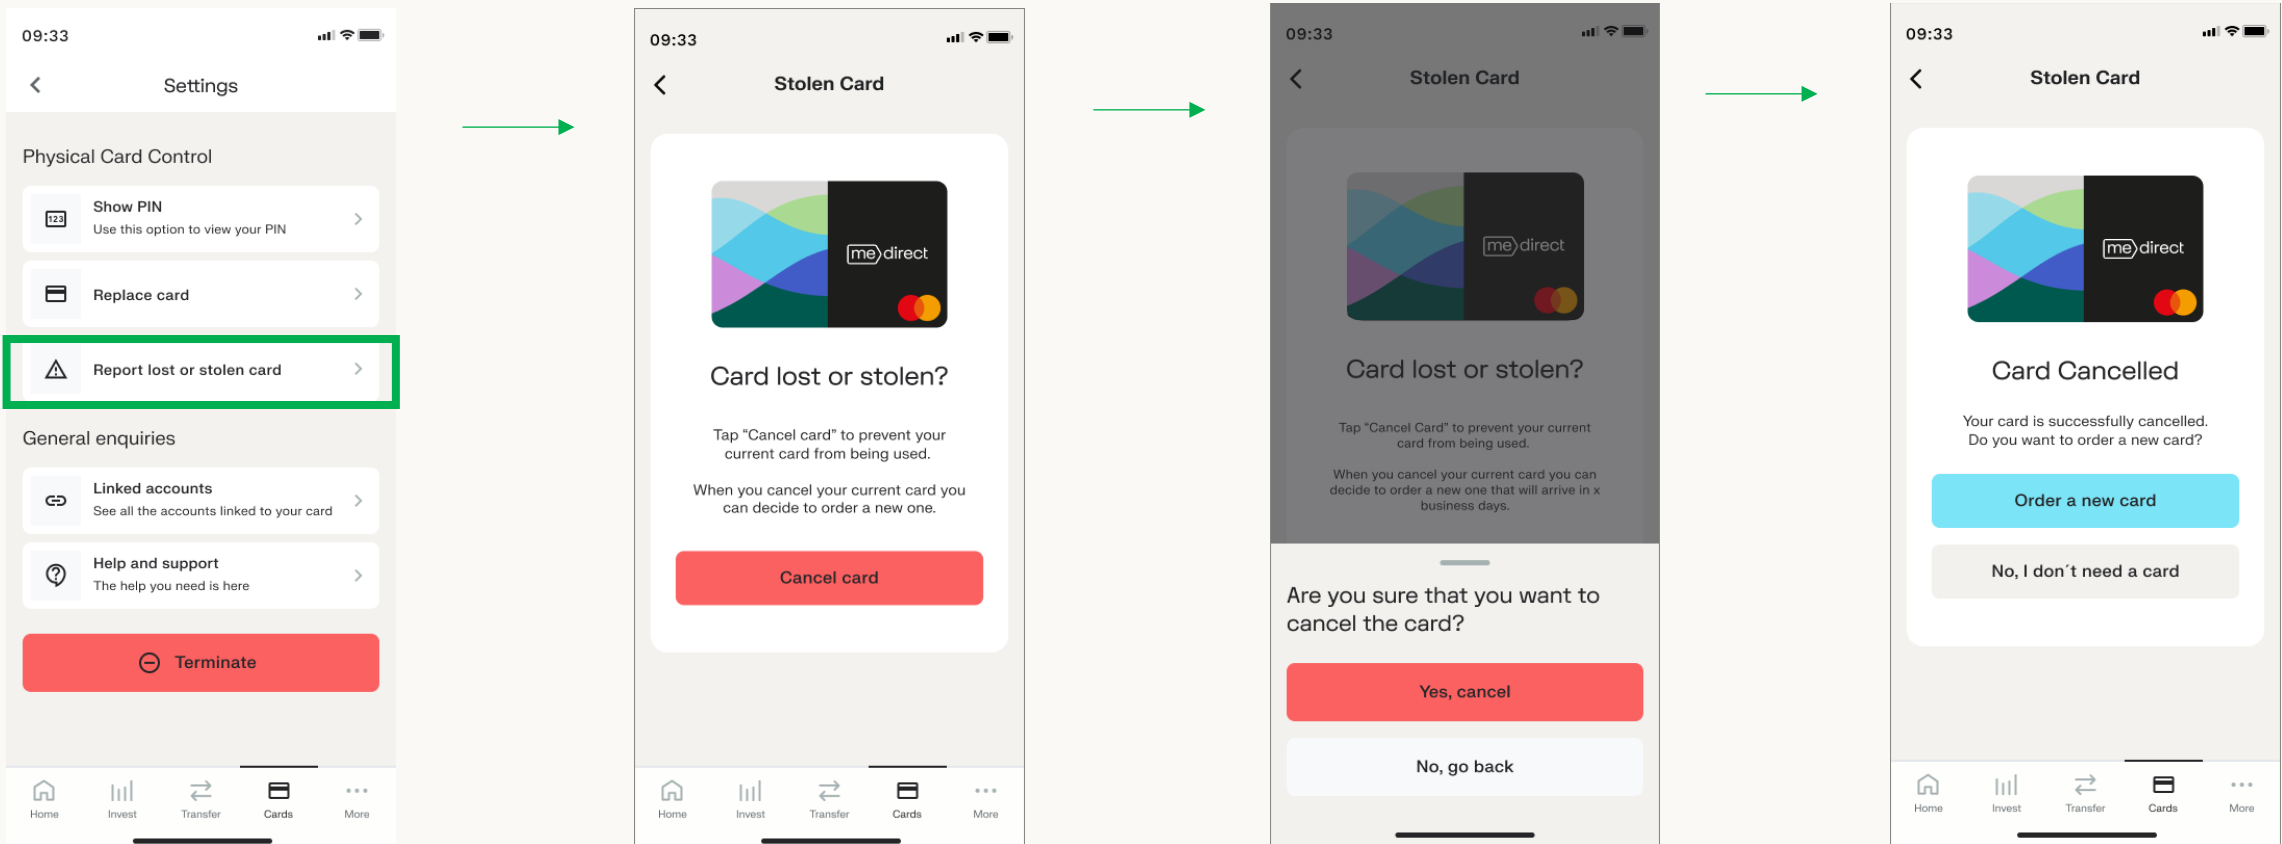 09:33
Settings
Physical Card Control
123
Show PIN
Use this option to view your PIN
Replace card
Report lost or stolen card
General enquiries
Linked accounts
See all the accounts linked to your card
Help and support
The help you need is here
Terminate
Home Invest Transfer Cards More
09:33
Stolen Card
me direct
Card lost or stolen?
Tap “Cancel card” to prevent your
current card from being used.
When you cancel your current card you
can decide to order a new one.
Cancel card
Home Invest Transfer Cards More
09:33
Stolen Card
me direct
Card lost or stolen?
Tap “Cancel Card” to prevent your current
card from being used.
When you cancel your current card you can
decide to order a new one that will arrive in x
business days.
Are you sure that you want to
cancel the card?
Yes, cancel
No, go back
09:33
Stolen Card
me direct
Card Cancelled
Your card is successfully cancelled.
Do you want to order a new card?
Order a new card
No, I don´t need a card
Home Invest Transfer Cards More